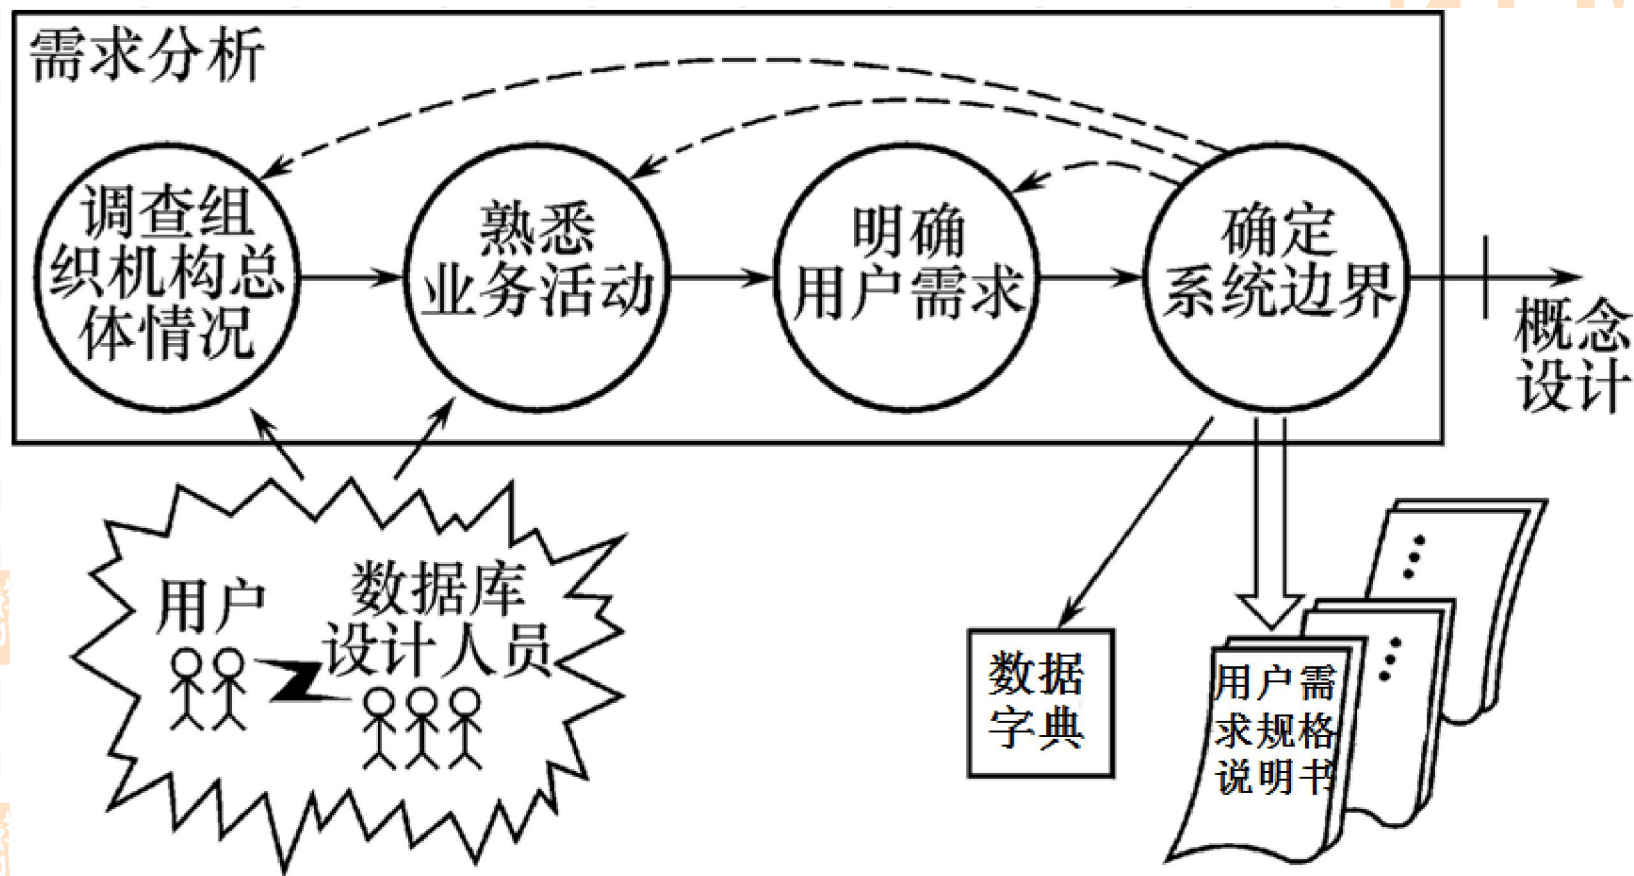 需求分析
调查组
织机构总
体情况
熟悉
业务活动
明确
用户需求
确定
系统边界
概念
设计
用户
数据库
设计人员
数据
字典
用户需
求规格
说明书